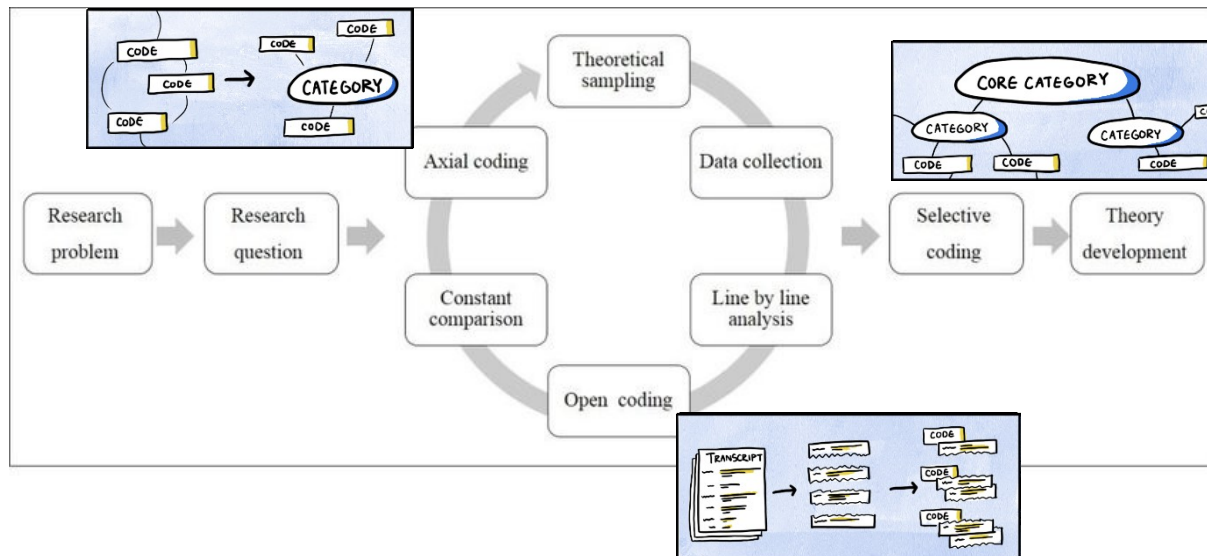 CODE
CODE
CODE
CODE
CODE
CATEGORY
CODE
Theoretical
sampling
CORE CATEGORY
CATEGORY
CATEGORY
CODE
CODE
CODE
Axial coding
Data collection
Research
problem
Research
question
Selective
coding
Theory
development
Constant
comparison
Line by line
analysis
Open coding
TRANSCRIPT
CODE
CODE
CODE